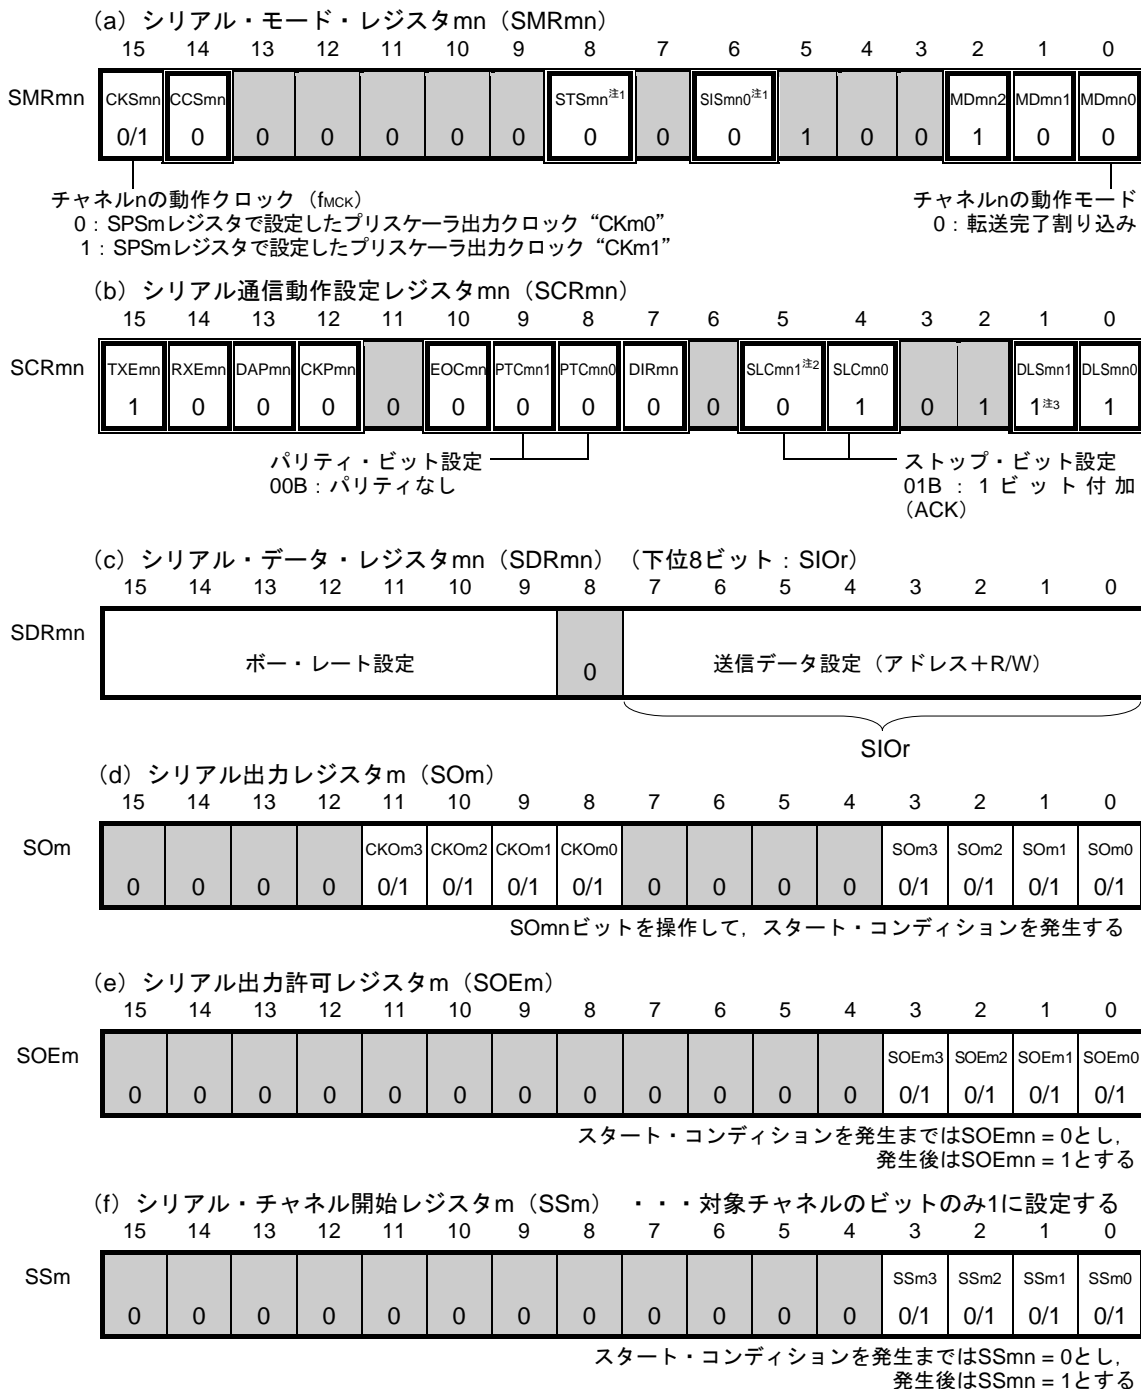 (a) シリアル・モード・レジスタmn（SMRmn）
15 14 13 12 11 10 9 8 7 6 5 4 3 2 1 0
SMRmn CKSmn CCSmn STSmn注1 SISmn0注1 MDmn2 MDmn1 MDmn0
0/1 0 0 0 0 0 0 0 0 0 1 0 0 1 0 0
チャネルnの動作クロック（fMCK）
0：SPSmレジスタで設定したプリスケーラ出力クロック“CKm0”
1：SPSmレジスタで設定したプリスケーラ出力クロック“CKm1”
チャネルnの動作モード
0：転送完了割り込み
(b) シリアル通信動作設定レジスタmn（SCRmn）
15 14 13 12 11 10 9 8 7 6 5 4 3 2 1 0
SCRmn TXEmn RXEmn DAPmn CKPmn EOCmn PTCmn1 PTCmn0 DIRmn SLCmn1注2 SLCmn0 DLSmn1 DLSmn0
1 0 0 0 0 0 0 0 0 0 0 1 0 1 1注3 1
パリティ・ビット設定
00B：パリティなし
ストップ・ビット設定
01B：1ビット付加
（ACK）
(c) シリアル・データ・レジスタmn（SDRmn）（下位8ビット：SIOr）
15 14 13 12 11 10 9 8 7 6 5 4 3 2 1 0
SDRmn ボー・レート設定 0 送信データ設定（アドレス＋R/W）
SIOr
(d) シリアル出力レジスタm（SOm）
15 14 13 12 11 10 9 8 7 6 5 4 3 2 1 0
SOm CKOm3 CKOm2 CKOm1 CKOm0 SOm3 SOm2 SOm1 SOm0
0 0 0 0 0/1 0/1 0/1 0/1 0 0 0 0 0/1 0/1 0/1 0/1
SOmnビットを操作して，スタート・コンディションを発生する
(e) シリアル出力許可レジスタm（SOEm）
15 14 13 12 11 10 9 8 7 6 5 4 3 2 1 0
SOEm SOEm3 SOEm2 SOEm1 SOEm0
0 0 0 0 0 0 0 0 0 0 0 0 0/1 0/1 0/1 0/1
スタート・コンディションを発生まではSOEmn = 0とし，
発生後はSOEmn = 1とする
(f) シリアル・チャネル開始レジスタm（SSm） ・・・対象チャネルのビットのみ1に設定する
15 14 13 12 11 10 9 8 7 6 5 4 3 2 1 0
SSm SSm3 SSm2 SSm1 SSm0
0 0 0 0 0 0 0 0 0 0 0 0 0/1 0/1 0/1 0/1
スタート・コンディションを発生まではSSmn = 0とし，
発生後はSSmn = 1とする